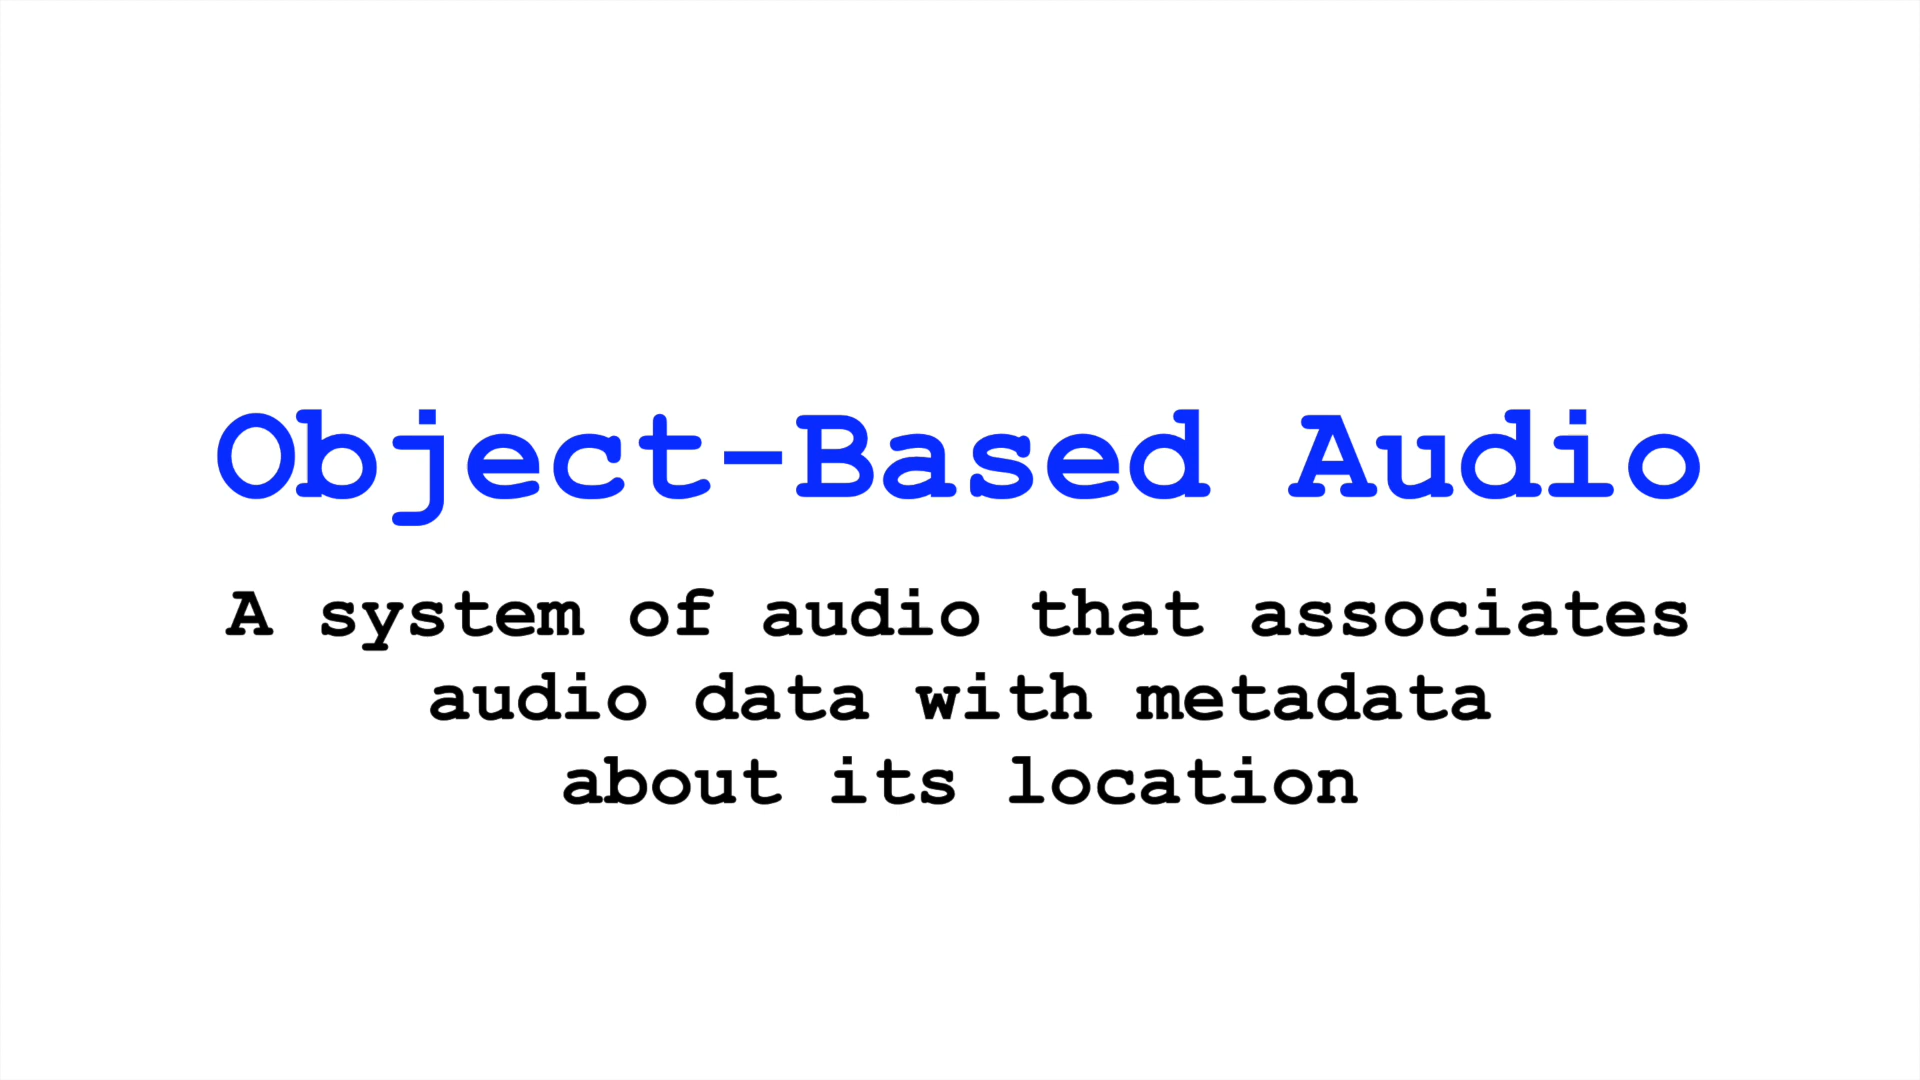 Object-Based Audio
A system of audio that associates
audio data with metadata
about its location